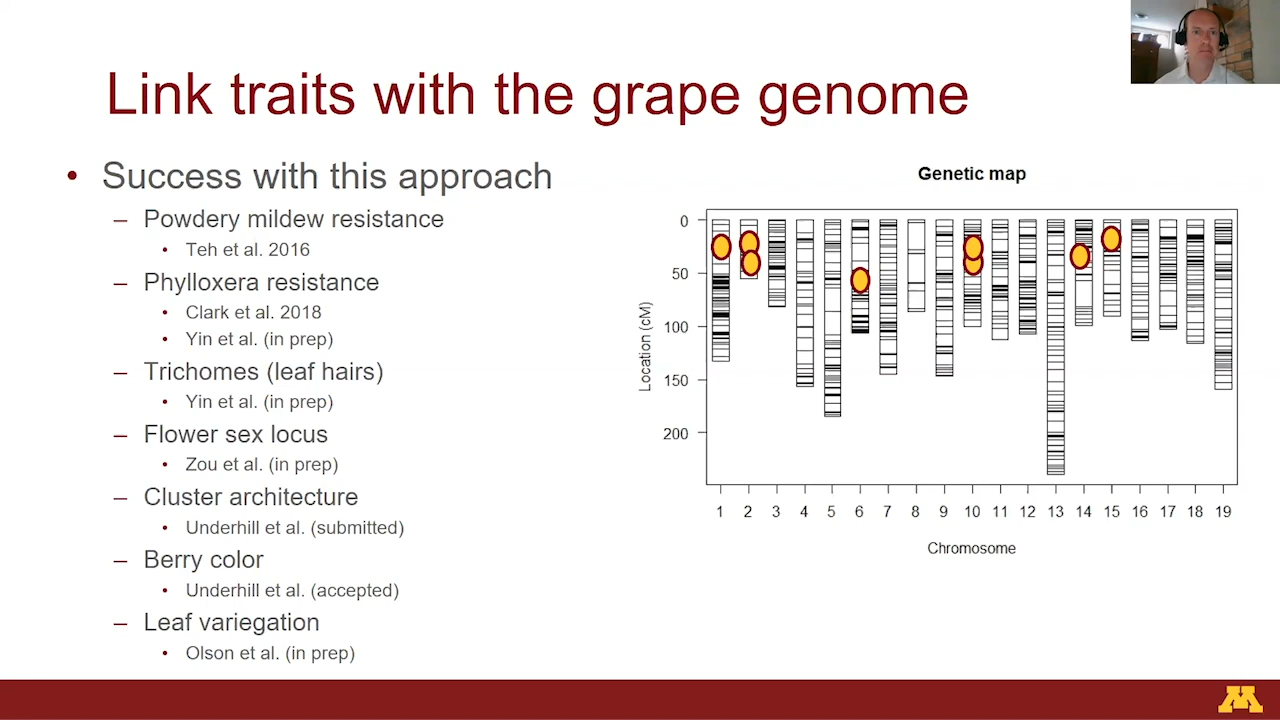 Link traits with the grape genome
• Success with this approach
– Powdery mildew resistance
• Teh et al. 2016
– Phylloxera resistance
• Clark et al. 2018
• Yin et al. (in prep)
– Trichomes (leaf hairs)
• Yin et al. (in prep)
– Flower sex locus
• Zou et al. (in prep)
– Cluster architecture
• Underhill et al. (submitted)
– Berry color
• Underhill et al. (accepted)
– Leaf variegation
• Olson et al. (in prep)
Genetic map
Location (cM)
0
50
100
150
200
1 2 3 4 5 6 7 8 9 10 11 12 13 14 15 16 17 18 19
Chromosome
M